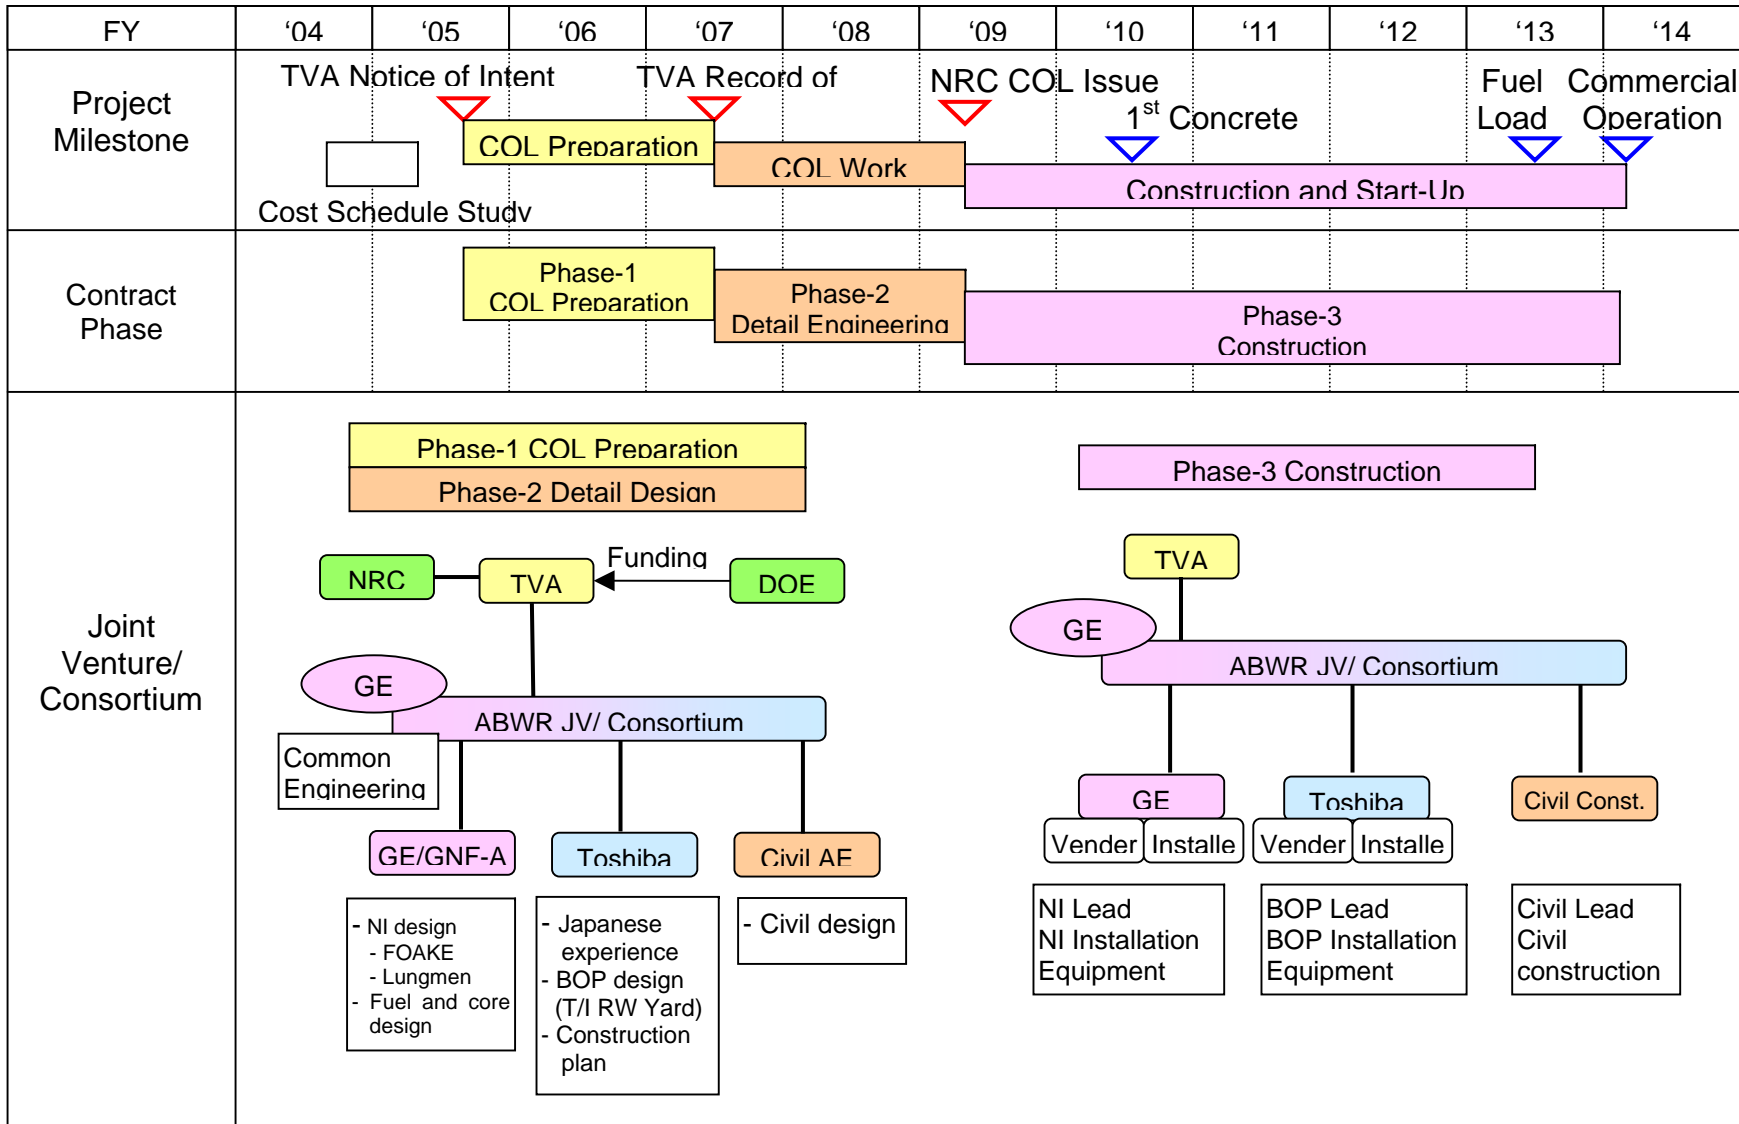 FY '04 '05 '06 '07 '08 '09 '10 '11 '12 '13 '14
Project
Milestone
TVA Notice of Intent
TVA Record of
NRC COL Issue
1st Concrete
Fuel
Load
Commercial
Operation
COL Preparation
COL Work
Construction and Start-Up
Cost Schedule Study
Contract
Phase
Phase-1
COL Preparation
Phase-2
Detail Engineering
Phase-3
Construction
Joint
Venture/
Consortium
Phase-1 COL Preparation
Phase-2 Detail Design
NRC
TVA
Funding
DOE
GE
ABWR JV/ Consortium
Common
Engineering
GE/GNF-A
Toshiba
Civil AE
- NI design
- FOAKE
- Lungmen
- Fuel and core
design
- Japanese
experience
- BOP design
(T/I RW Yard)
- Construction
plan
- Civil design
Phase-3 Construction
TVA
GE
ABWR JV/ Consortium
GE
Vender
Installe
Toshiba
Vender
Installe
Civil Const.
NI Lead
NI Installation
Equipment
BOP Lead
BOP Installation
Equipment
Civil Lead
Civil
construction